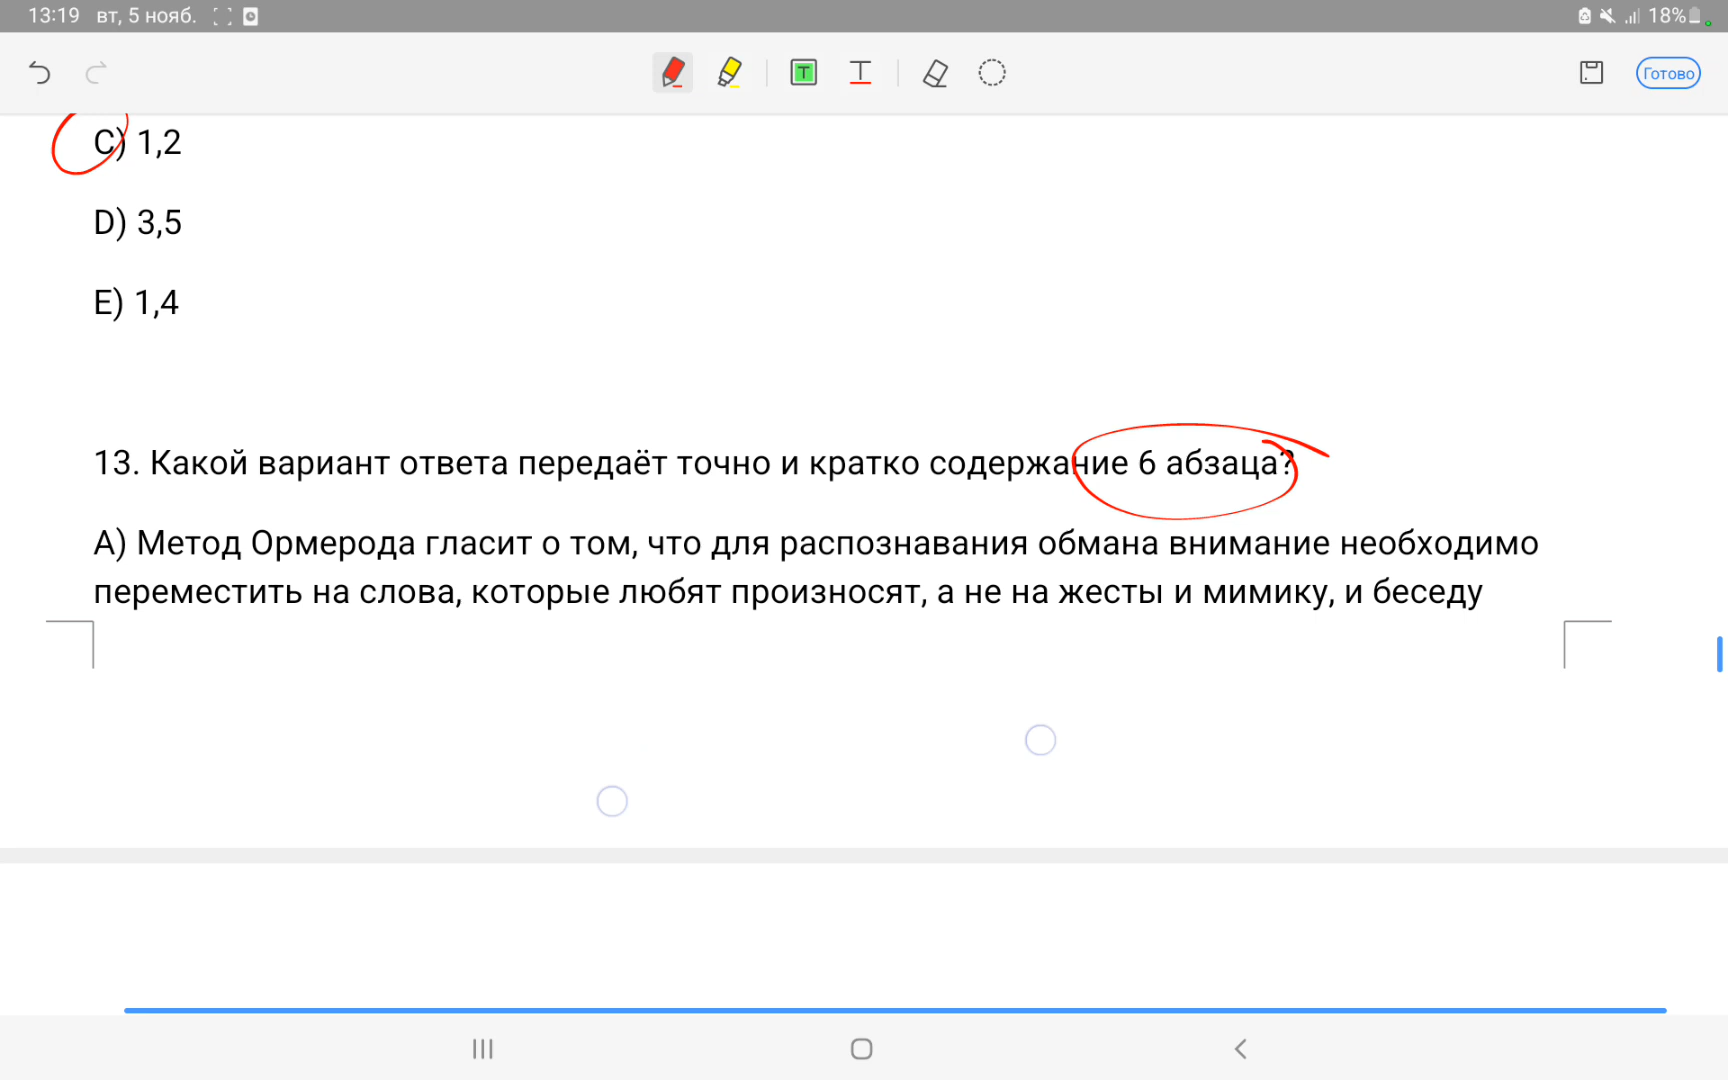 13:19 вт, 5 нояб. 18%
T T Готово
C) 1,2
D) 3,5
E) 1,4
13. Какой вариант ответа передаёт точно и кратко содержание 6 абзаца?
A) Метод Ормерода гласит о том, что для распознавания обмана внимание необходимо
переместить на слова, которые любят произносят, а не на жесты и мимику, и беседу